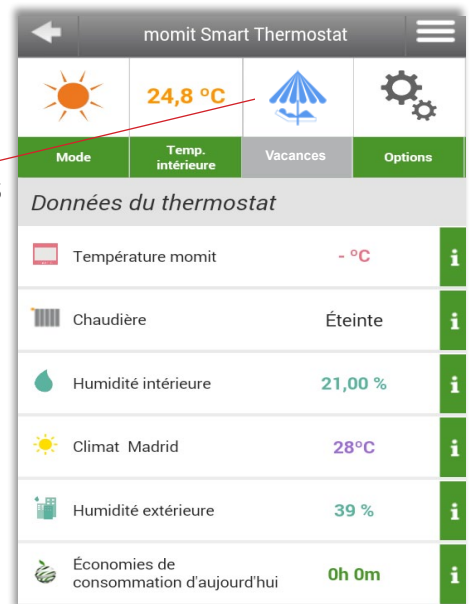 momit Smart Thermostat
24,8 ºC
Mode
Temp.
intérieure
Vacances
Options
Données du thermostat
Température momit - ºC i
Chaudière Éteinte i
Humidité intérieure 21,00 % i
Climat Madrid 28ºC i
Humidité extérieure 39 % i
Économies de
consommation d'aujourd'hui 0h 0m i